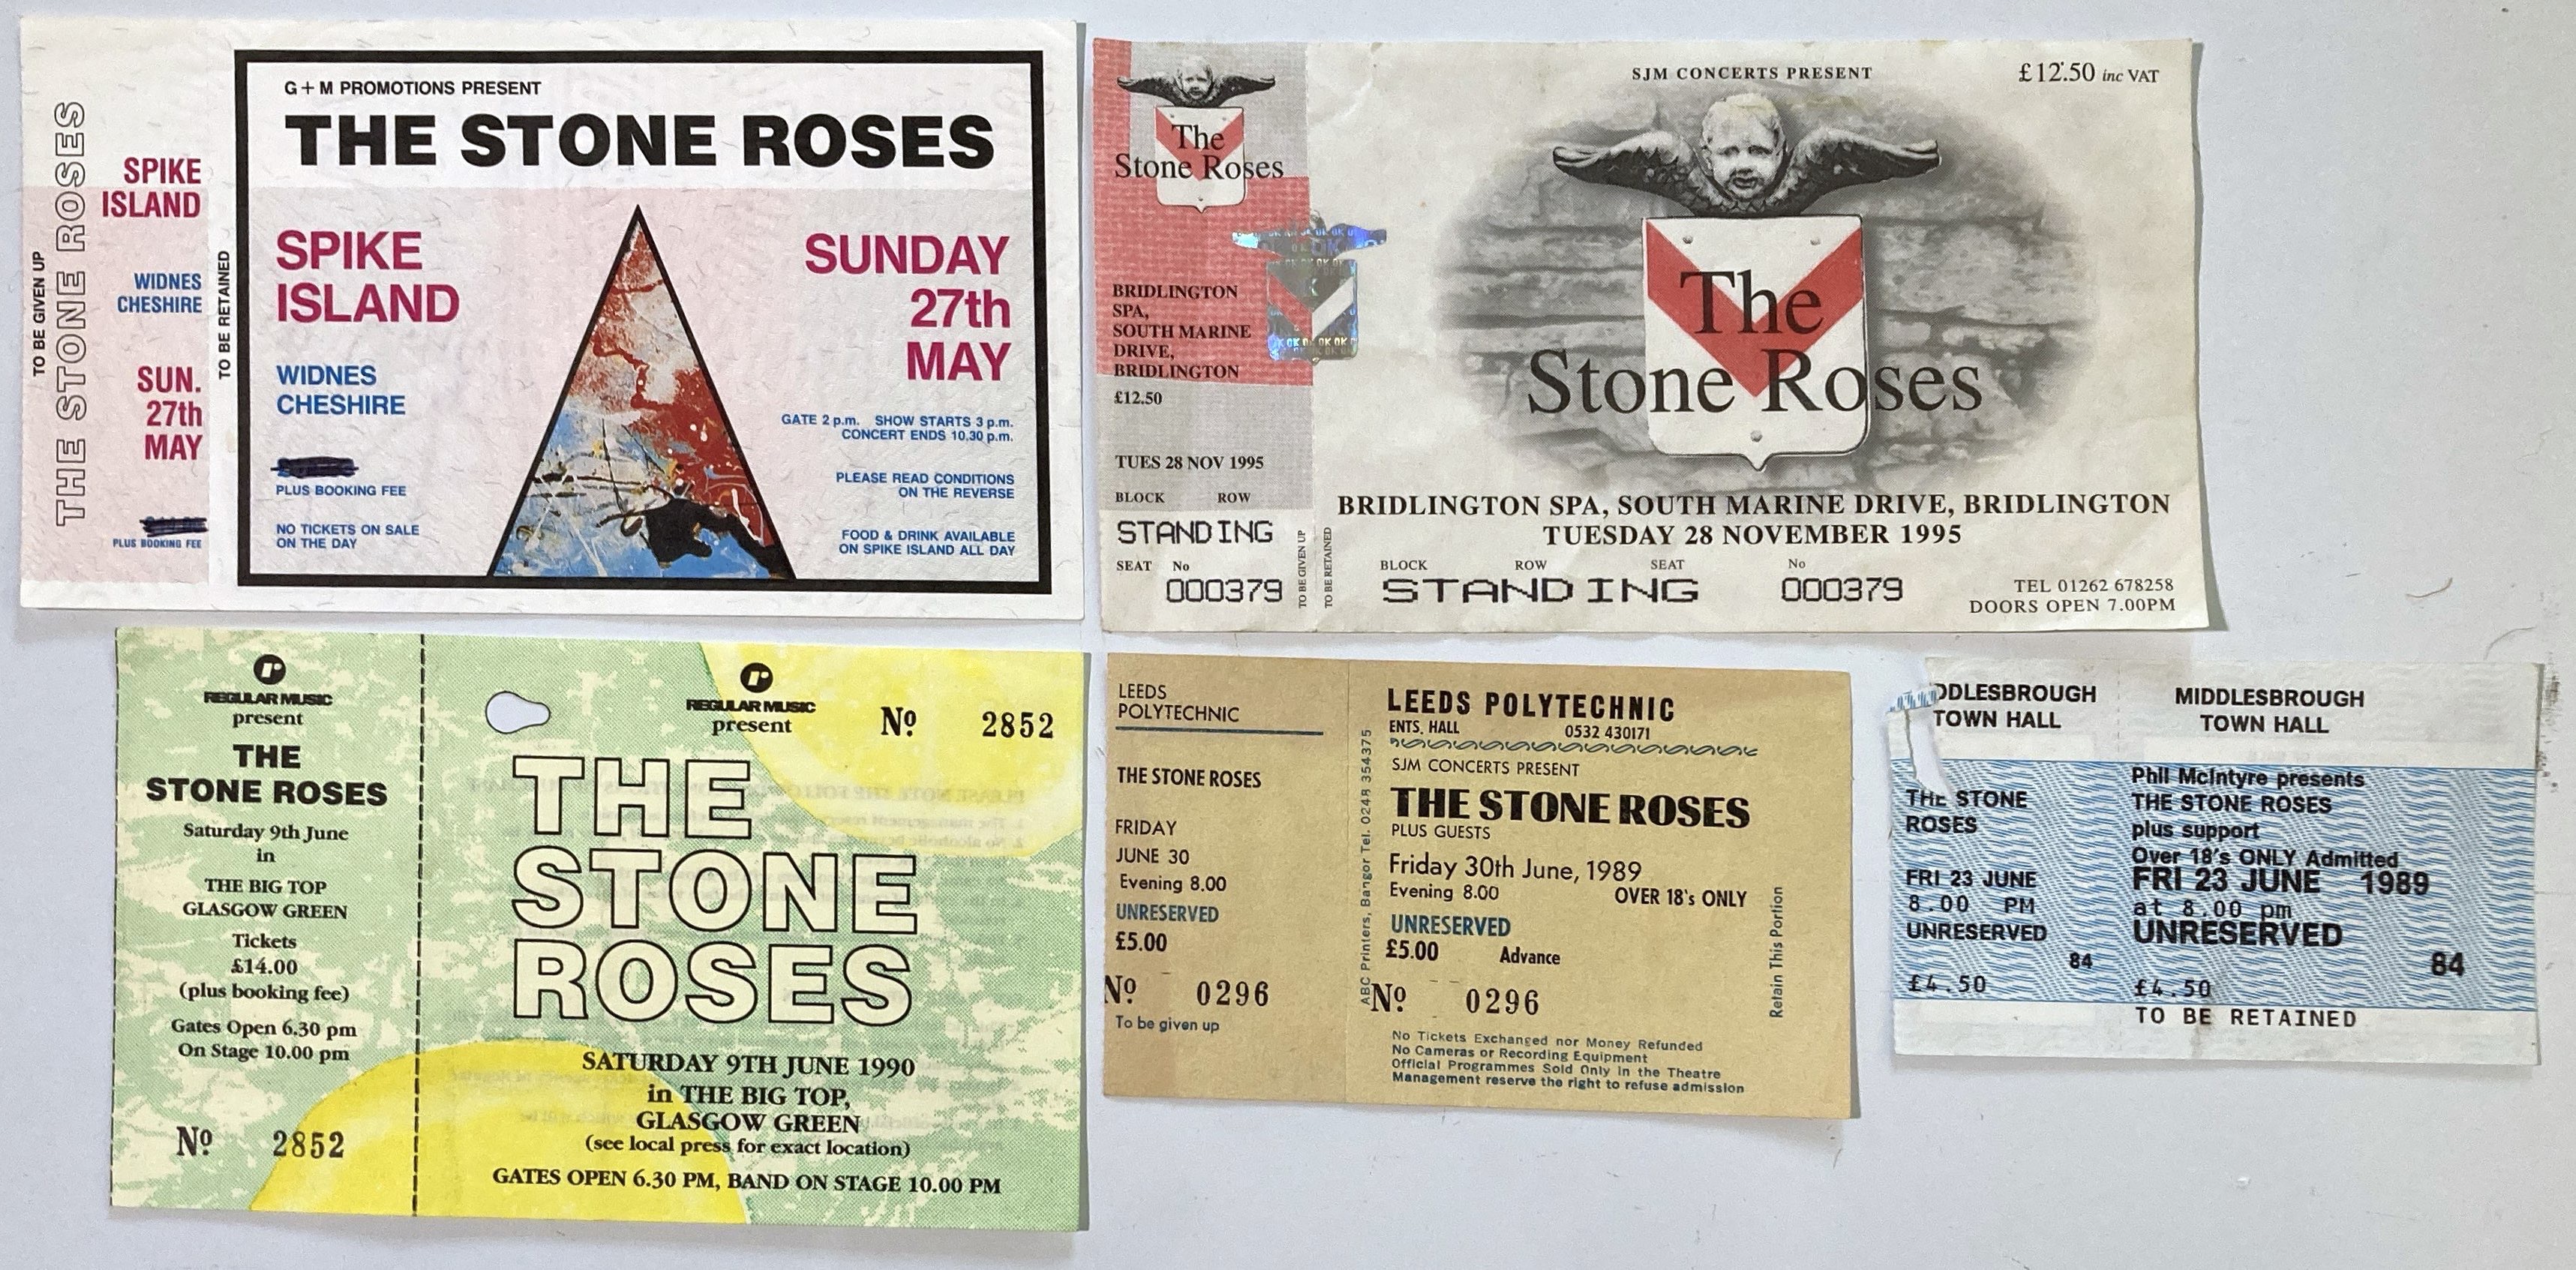 TO BE GIVEN UP
THE STONE ROSES
SPIKE
ISLAND
WIDNES
CHESHIRE
SUN.
27th
MAY
PLUS BOOKING FEE
TO BE RETAINED
G+M PROMOTIONS PRESENT
THE STONE ROSES
SPIKE
ISLAND
WIDNES
CHESHIRE
PLUS BOOKING FEE
NO TICKETS ON SALE
ON THE DAY
SUNDAY
27th
MAY
GATE 2 p.m. SHOW STARTS 3 p.m.
CONCERT ENDS 10.30 p.m.
PLEASE READ CONDITIONS
ON THE REVERSE
FOOD & DRINK AVAILABLE
ON SPIKE ISLAND ALL DAY
The
Stone Roses
BRIDLINGTON
SPA,
SOUTH MARINE
DRIVE,
BRIDLINGTON
£12.50
TUES 28 NOV 1995
BLOCK ROW
STANDING
SEAT No
000379
TO BE GIVEN UP
TO BE RETAINED
SJM CONCERTS PRESENT
£12.50 inc VAT
The
Stone Roses
BRIDLINGTON SPA, SOUTH MARINE DRIVE, BRIDLINGTON
TUESDAY 28 NOVEMBER 1995
BLOCK ROW SEAT No
STANDING 000379
TEL 01262 678258
DOORS OPEN 7.00PM
r
REGULAR MUSIC
present
THE
STONE ROSES
Saturday 9th June
in
THE BIG TOP
GLASGOW GREEN
Tickets
£14.00
(plus booking fee)
Gates Open 6.30 pm
On Stage 10.00 pm
Nº 2852
r
REGULAR MUSIC
present
Nº 2852
THE
STONE
ROSES
SATURDAY 9TH JUNE 1990
in THE BIG TOP,
GLASGOW GREEN
(see local press for exact location)
GATES OPEN 6.30 PM, BAND ON STAGE 10.00 PM
LEEDS
POLYTECHNIC
THE STONE ROSES
FRIDAY
JUNE 30
Evening 8.00
UNRESERVED
£5.00
Nº 0296
To be given up
ABC Printers, Bangor Tel. 0248 354375
LEEDS POLYTECHNIC
ENTS. HALL 0532 430171
SJM CONCERTS PRESENT
THE STONE ROSES
PLUS GUESTS
Friday 30th June, 1989
Evening 8.00 OVER 18's ONLY
UNRESERVED
£5.00 Advance
Nº 0296
No Tickets Exchanged nor Money Refunded
No Cameras or Recording Equipment
Official Programmes Sold Only in the Theatre
Management reserve the right to refuse admission
Retain This Portion
DDLESBROUGH
TOWN HALL
THE STONE
ROSES
FRI 23 JUNE
8.00 PM
UNRESERVED
84
£4.50
MIDDLESBROUGH
TOWN HALL
Phil McIntyre presents
THE STONE ROSES
plus support
Over 18's ONLY Admitted
FRI 23 JUNE 1989
at 8.00 pm
UNRESERVED
84
£4.50
TO BE RETAINED